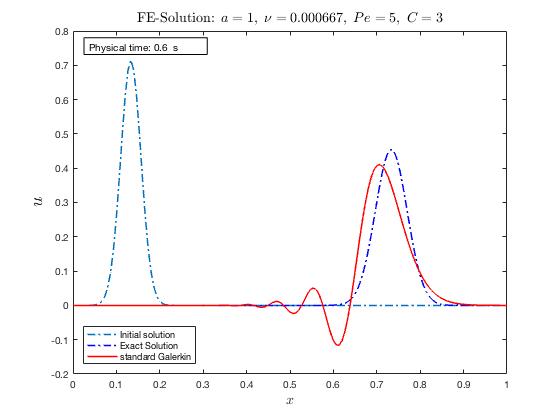 FE-Solution: a = 1, ν = 0.000667, Pe = 5, C = 3
Physical time: 0.6 s
0.8
0.7
0.6
0.5
0.4
0.3
0.2
0.1
0
-0.1
-0.2
u
Initial solution
Exact Solution
standard Galerkin
0 0.1 0.2 0.3 0.4 0.5 0.6 0.7 0.8 0.9 1
x